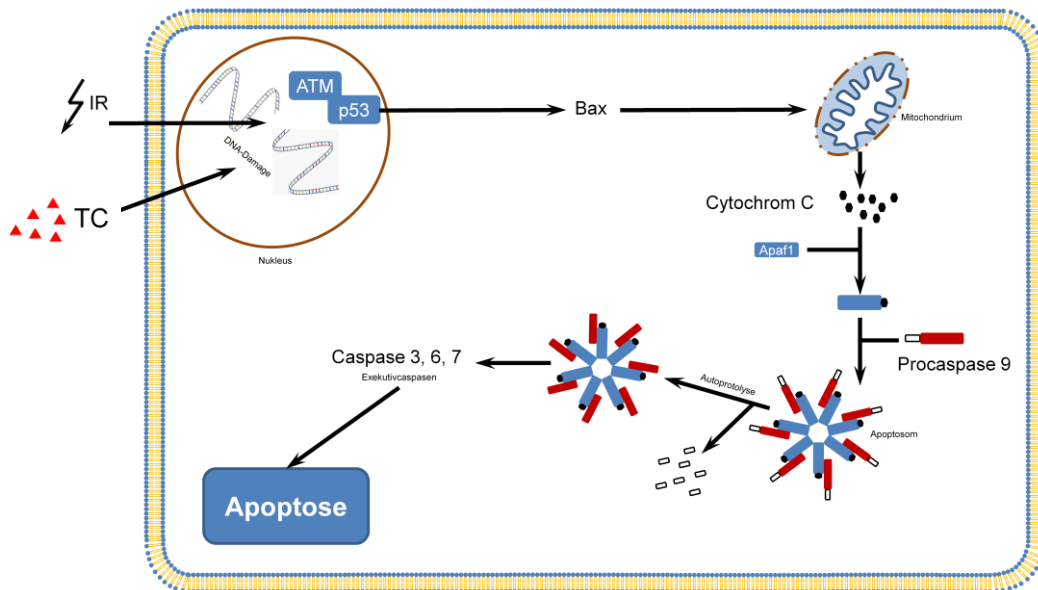 IR
TC
DNA-Damage
ATM
p53
Nukleus
Bax
Mitochondrium
Cytochrom C
Apaf1
Procaspase 9
Apoptosom
Autoprotolyse
Caspase 3, 6, 7
Exekutivcaspasen
Apoptose